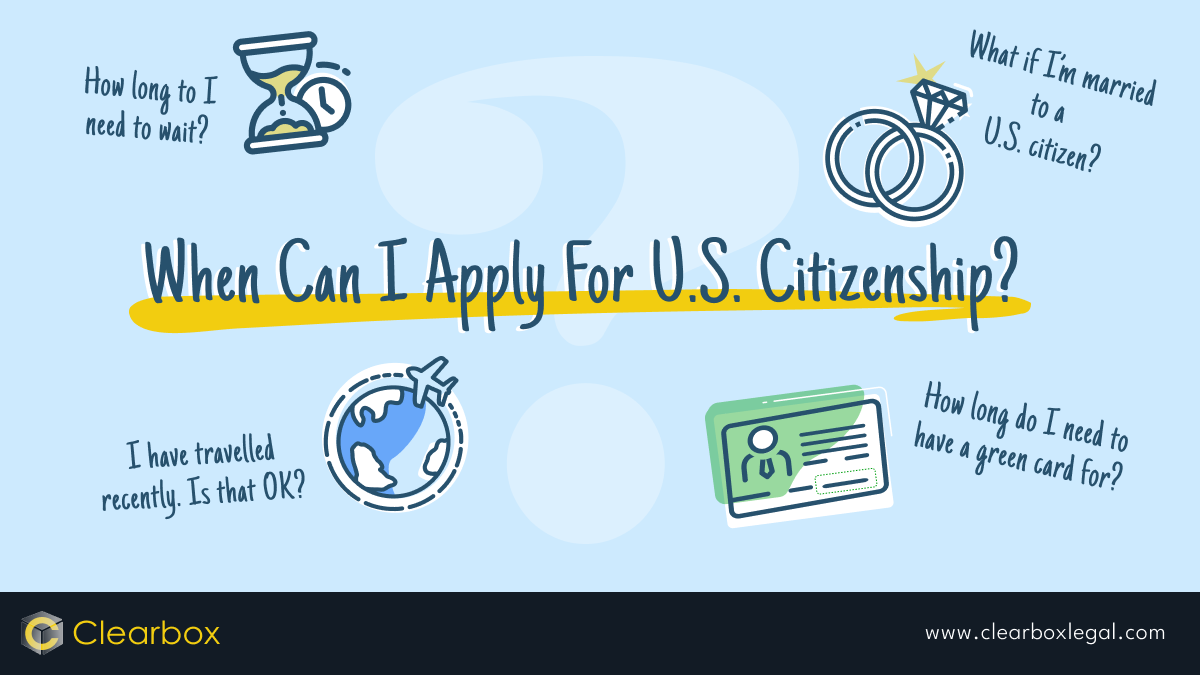 How long to I
need to wait?
What if I'm married
to a
U.S. citizen?
When Can I Apply For U.S. Citizenship?
I have travelled
recently. Is that OK?
How long do I need to
have a green card for?
Clearbox
www.clearboxlegal.com